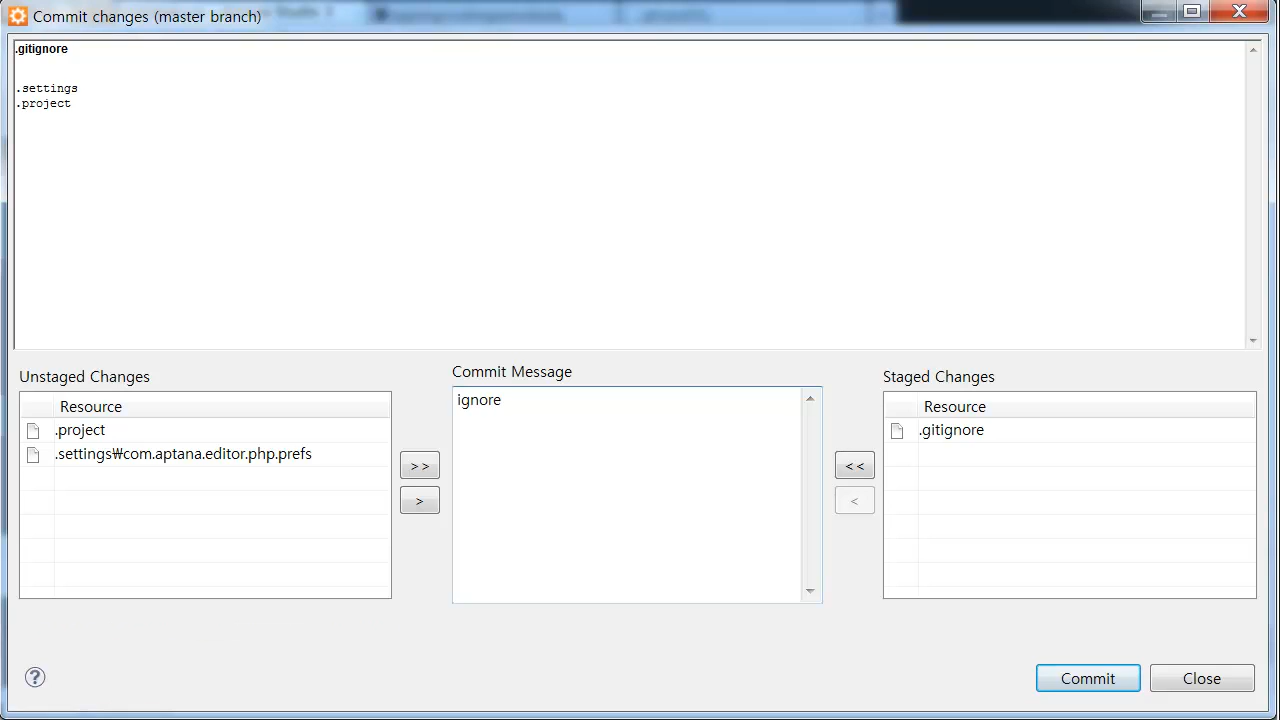 Commit changes (master branch)
.gitignore
.settings
.project
Unstaged Changes
Resource
.project
.settings₩com.aptana.editor.php.prefs
>>
>
Commit Message
ignore
<<
<
Staged Changes
Resource
.gitignore
?
Commit
Close